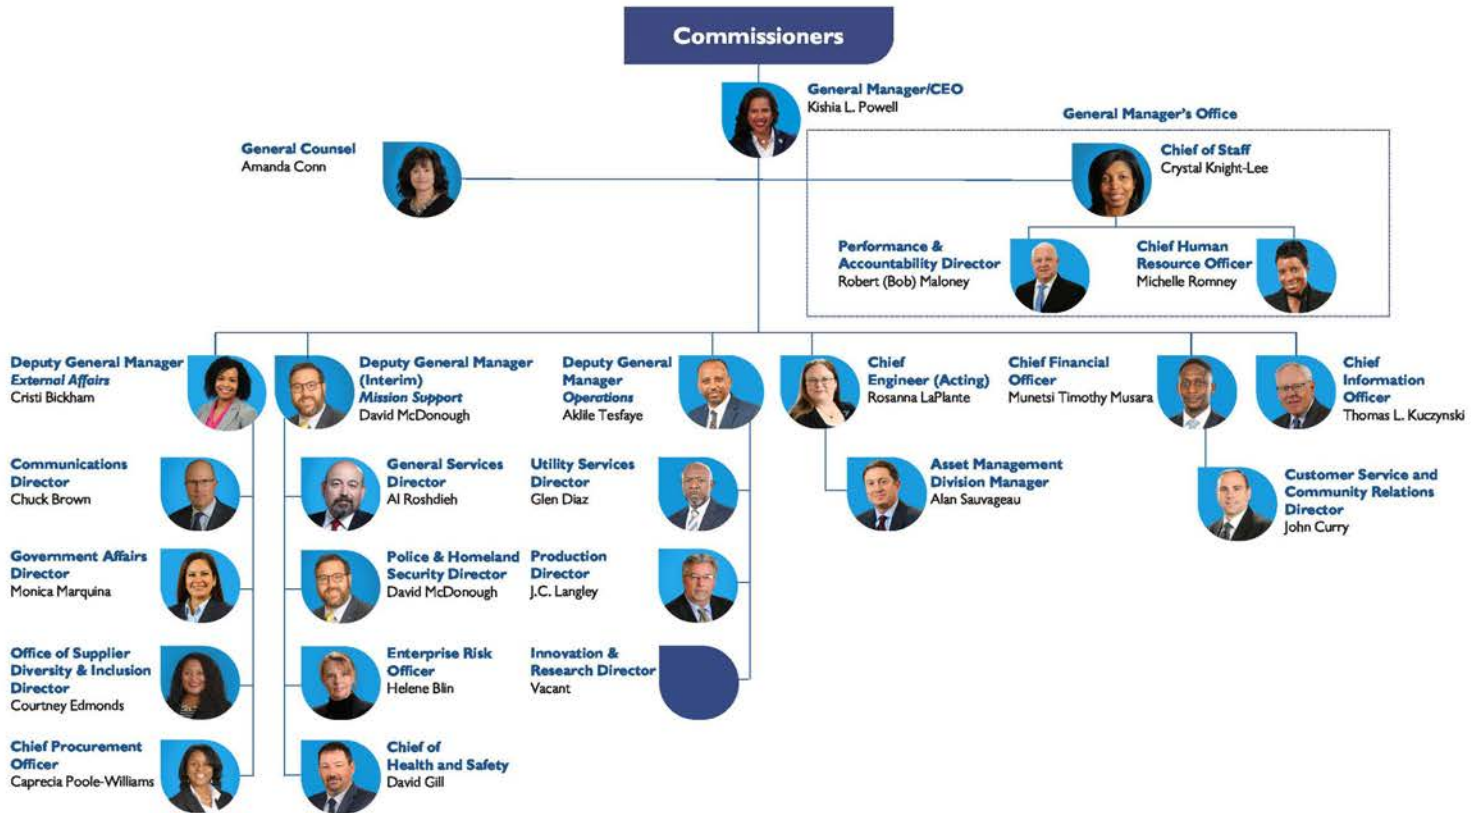 Commissioners
General Manager/CEO
Kishia L. Powell
General Manager's Office
General Counsel
Amanda Conn
Chief of Staff
Crystal Knight-Lee
Performance &
Accountability Director
Robert (Bob) Maloney
Chief Human
Resource Officer
Michelle Romney
Deputy General Manager
External Affairs
Cristi Bickham
Deputy General Manager
(Interim)
Mission Support
David McDonough
Deputy General
Manager
Operations
Aklile Tesfaye
Chief
Engineer (Acting)
Rosanna LaPlante
Chief Financial
Officer
Munetsi Timothy Musara
Chief
Information
Officer
Thomas L. Kuczynski
Communications
Director
Chuck Brown
General Services
Director
Al Roshdieh
Utility Services
Director
Glen Diaz
Asset Management
Division Manager
Alan Sauvageau
Customer Service and
Community Relations
Director
John Curry
Government Affairs
Director
Monica Marquina
Police & Homeland
Security Director
David McDonough
Production
Director
J.C. Langley
Office of Supplier
Diversity & Inclusion
Director
Courtney Edmonds
Enterprise Risk
Officer
Helene Blin
Innovation &
Research Director
Vacant
Chief Procurement
Officer
Caprecia Poole-Williams
Chief of
Health and Safety
David Gill